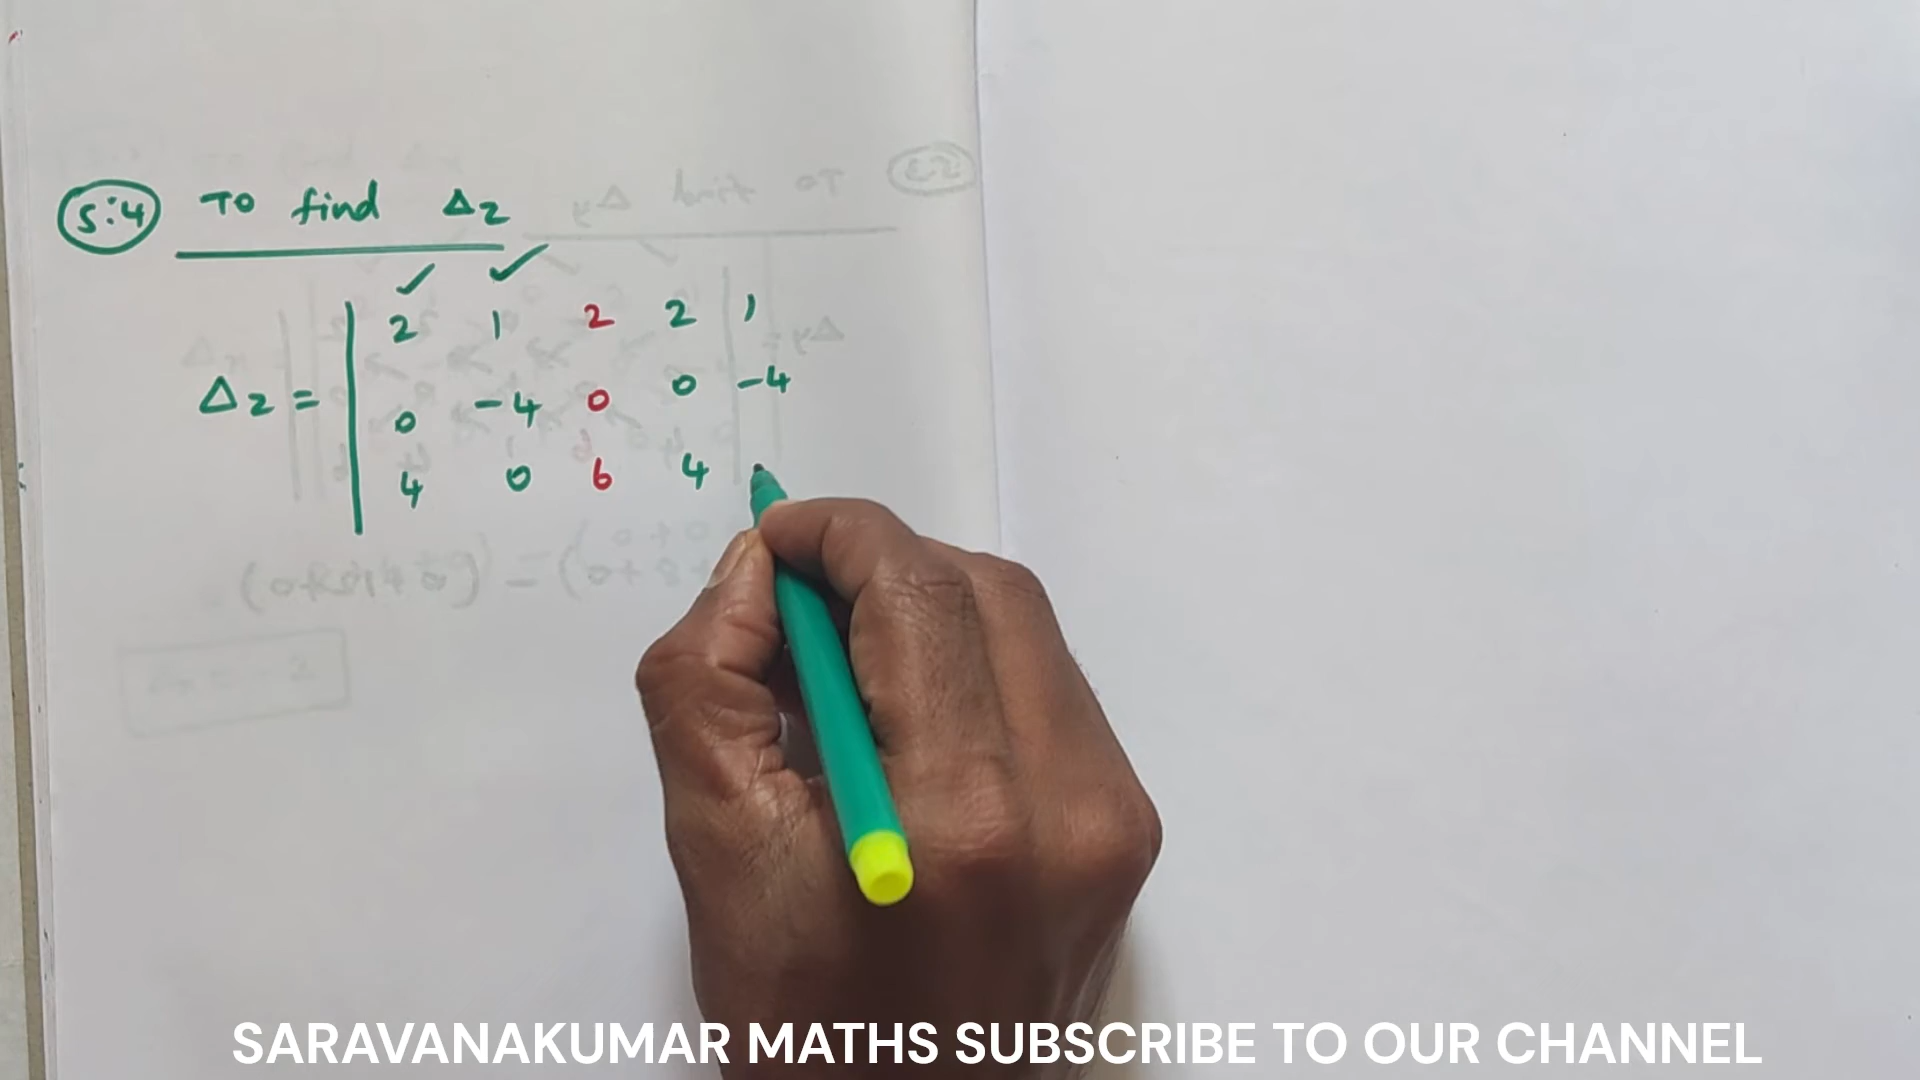 S:4 To find Δz
2 1 2 2 1
Δz = 0 -4 0 0 -4
4 0 6 4
SARAVANAKUMAR MATHS SUBSCRIBE TO OUR CHANNEL